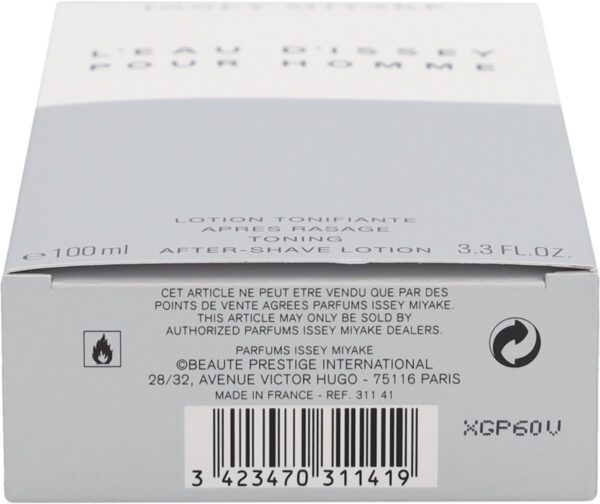 ISSEY MIYAKE
L'EAU D'ISSEY
POUR HOMME
LOTION TONIFIANTE
APRES RASAGE
TONING
AFTER-SHAVE LOTION
℮100ml
3.3 FL.OZ.
CET ARTICLE NE PEUT ETRE VENDU QUE PAR DES
POINTS DE VENTE AGREES PARFUMS ISSEY MIYAKE.
THIS ARTICLE MAY ONLY BE SOLD BY
AUTHORIZED PARFUMS ISSEY MIYAKE DEALERS.
PARFUMS ISSEY MIYAKE
©BEAUTE PRESTIGE INTERNATIONAL
28/32, AVENUE VICTOR HUGO - 75116 PARIS
MADE IN FRANCE - REF. 311 41
XGP60V
3 423470 311419